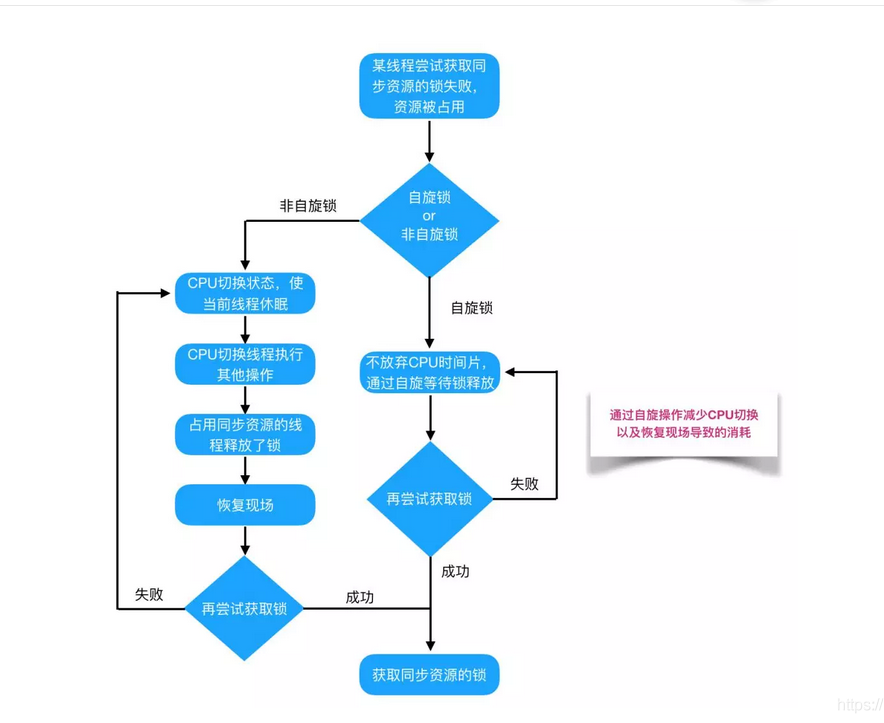 某线程尝试获取同
步资源的锁失败，
资源被占用
自旋锁
or
非自旋锁
非自旋锁
自旋锁
CPU切换状态，使
当前线程休眠
CPU切换线程执行
其他操作
占用同步资源的线
程释放了锁
恢复现场
再尝试获取锁
失败
成功
不放弃CPU时间片，
通过自旋等待锁释放
再尝试获取锁
失败
成功
通过自旋操作减少CPU切换
以及恢复现场导致的消耗
获取同步资源的锁
https://